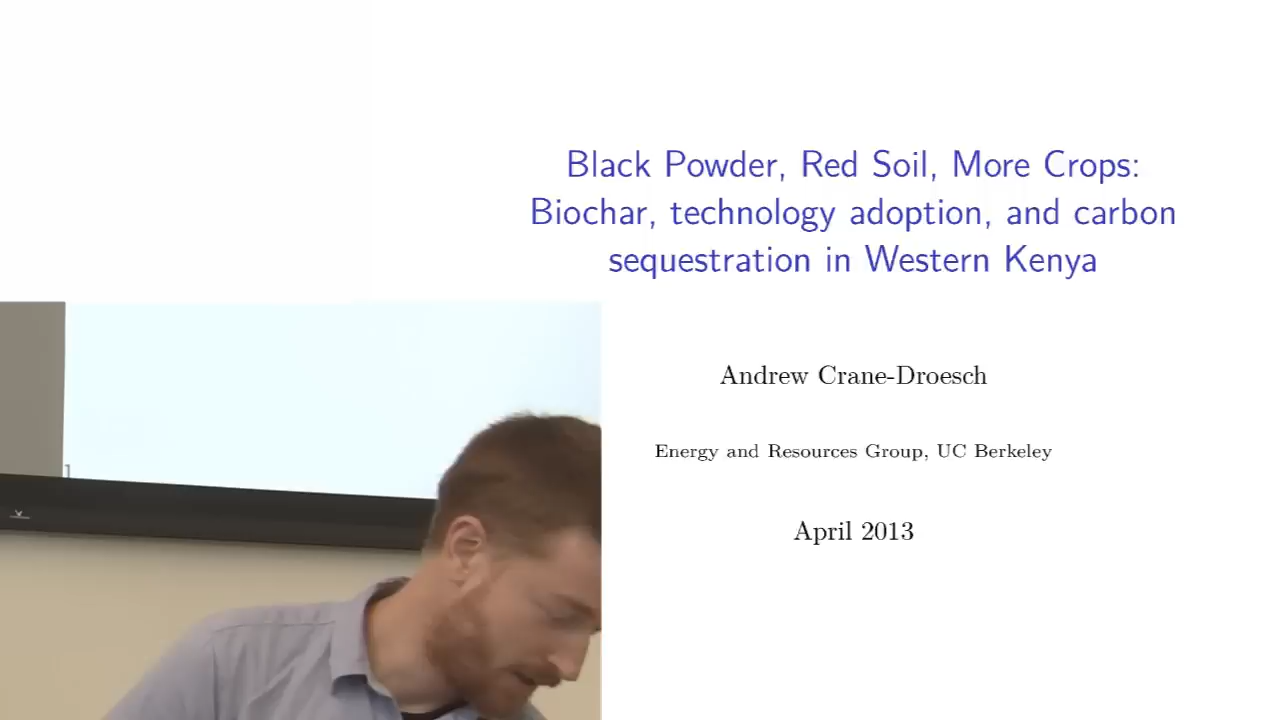 Black Powder, Red Soil, More Crops:
Biochar, technology adoption, and carbon
sequestration in Western Kenya
Andrew Crane-Droesch
Energy and Resources Group, UC Berkeley
April 2013